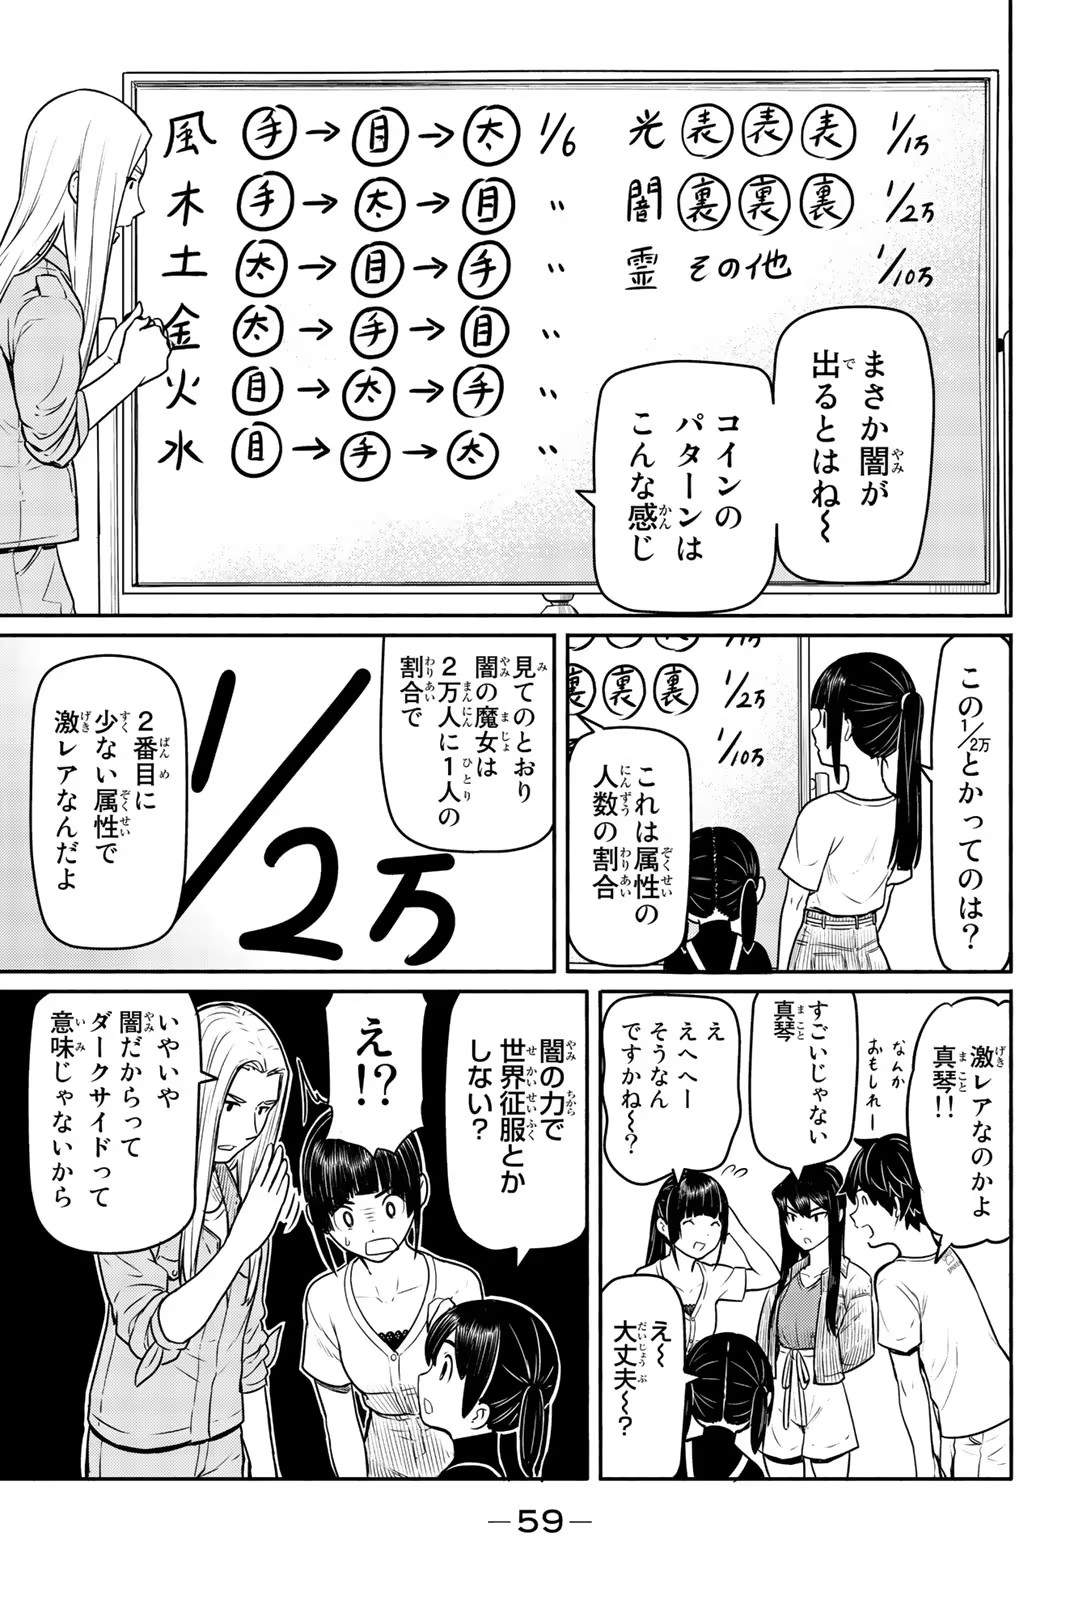 風 手→目→太 1/6
木 手→太→目 〃
土 太→目→手 〃
金 太→手→目 〃
火 目→太→手 〃
水 目→手→太 〃
光 表 表 表 1/1万
闇 裏 裏 裏 1/2万
霊 その他 1/10万
まさか闇が
出るとはね〜
コインの
パターンは
こんな感じ
この1/2万とかってのは?
裏 裏 裏 1/2万
1/10万
これは属性の
人数の割合
見てのとおり
闇の魔女は
2万人に1人の
割合で
1/2万
2番目に
少ない属性で
激レアなんだよ
激レアなのかよ
真琴!!
なんか
おもしれー
すごいじゃない
真琴
え
えへへー
そうなん
ですかね〜?
え〜
大丈夫〜?
闇の力で
世界征服とか
しない?
え!?
いやいや
闇だからって
ダークサイドって
意味じゃないから
—59—